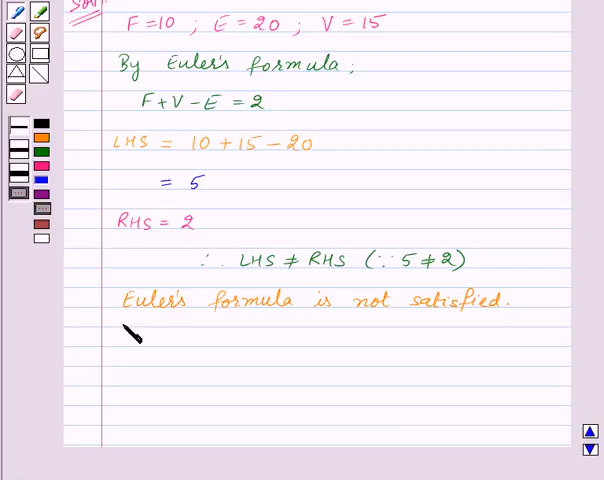 Soln
F = 10 ; E = 20 ; V = 15
By Euler's formula ;
F + V - E = 2
LHS = 10 + 15 - 20
= 5
RHS = 2
∴ LHS ≠ RHS (∵ 5 ≠ 2)
Euler's formula is not satisfied.